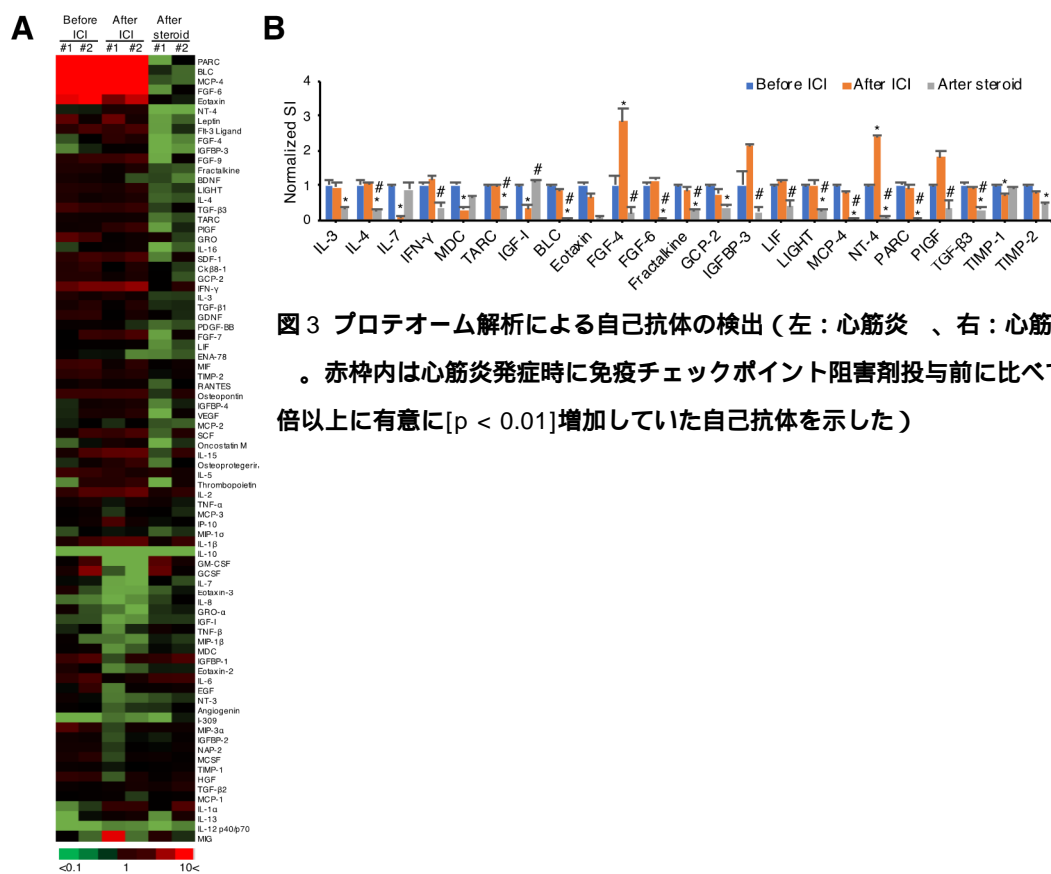 A
Before ICI After ICI After steroid
#1 #2 #1 #2 #1 #2
PARC
BLC
MCP-4
FGF-6
Eotaxin
NT-4
Leptin
Flt-3 Ligand
FGF-4
IGFBP-3
FGF-9
Fractalkine
BDNF
LIGHT
IL-4
TGF-β3
TARC
PIGF
GRO
IL-16
SDF-1
Ckβ8-1
GCP-2
IFN-γ
IL-3
TGF-β1
GDNF
PDGF-BB
FGF-7
LIF
ENA-78
MIF
TIMP-2
RANTES
Osteopontin
IGFBP-4
VEGF
MCP-2
SCF
Oncostatin M
IL-15
Osteoprotegerin
IL-5
Thrombopoietin
IL-2
TNF-α
MCP-3
IP-10
MIP-1α
IL-1β
IL-10
GM-CSF
GCSF
IL-7
Eotaxin-3
IL-8
GRO-α
IGF-I
TNF-β
MIP-1β
MDC
IGFBP-1
Eotaxin-2
IL-6
EGF
NT-3
Angiogenin
I-309
MIP-3α
IGFBP-2
NAP-2
MCSF
TIMP-1
HGF
TGF-β2
MCP-1
IL-1α
IL-13
IL-12 p40/p70
MIG
<0.1 1 10<
B
Before ICI After ICI Arter steroid
Normalized SI
4
3
2
1
0
* * # * * * # * # * # * * # * # * # * * # # # * # * # * # * # * # * *
IL-3 IL-4 IL-7 IFN-γ MDC TARC IGF-I BLC Eotaxin FGF-4 FGF-6 Fractalkine GCP-2 IGFBP-3 LIF LIGHT MCP-4 NT-4 PARC PIGF TGF-β3 TIMP-1 TIMP-2
図3 プロテオーム解析による自己抗体の検出（左：心筋炎 、右：心筋
。赤枠内は心筋炎発症時に免疫チェックポイント阻害剤投与前に比べて
倍以上に有意に[p < 0.01]増加していた自己抗体を示した）